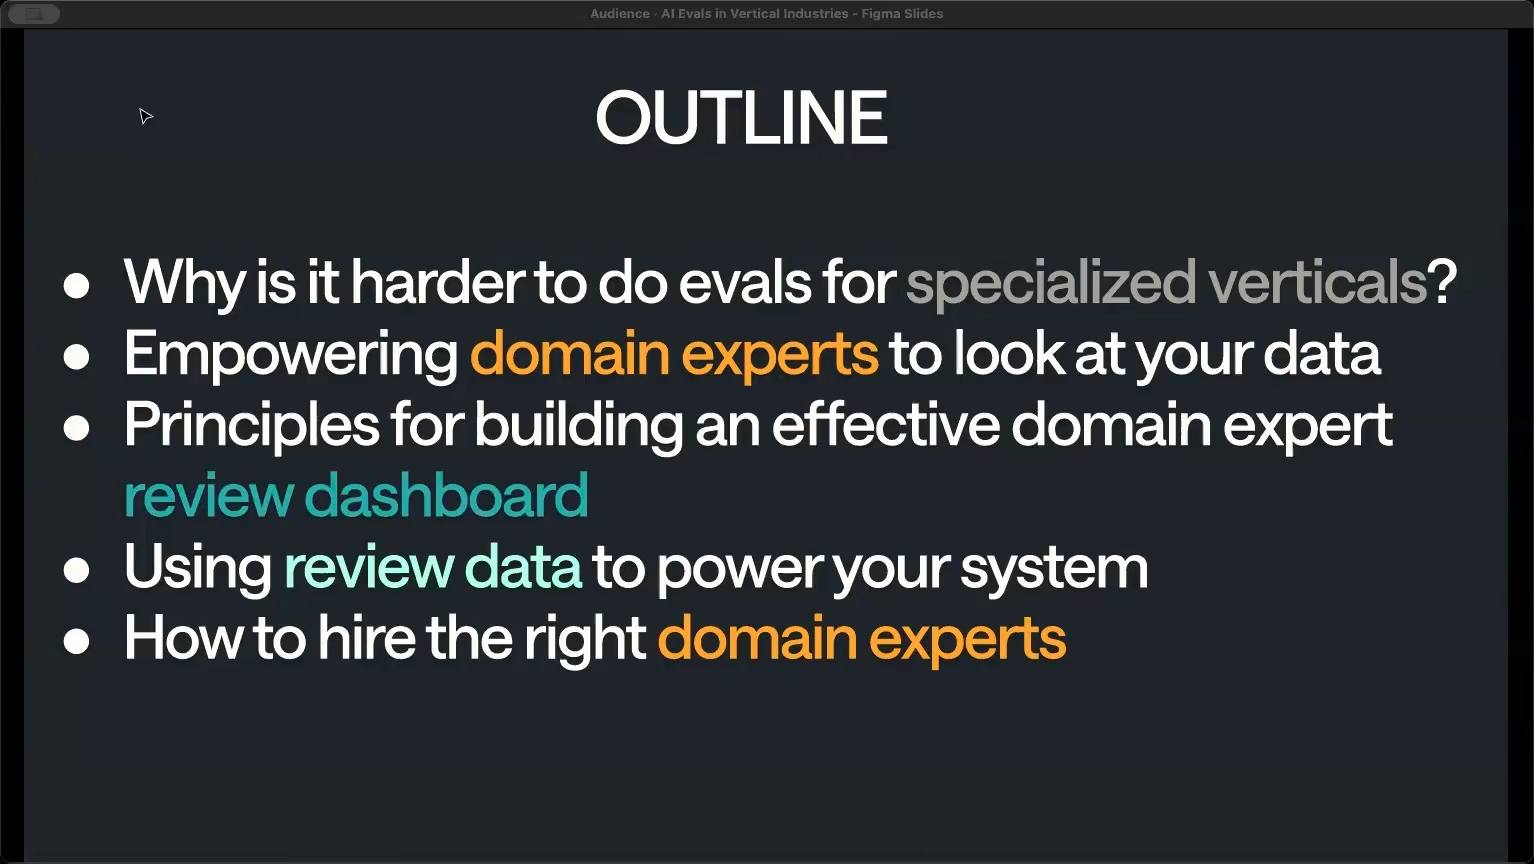 Audience · AI Evals in Vertical Industries – Figma Slides
OUTLINE
● Why is it harder to do evals for specialized verticals?
● Empowering domain experts to look at your data
● Principles for building an effective domain expert
review dashboard
● Using review data to power your system
● How to hire the right domain experts